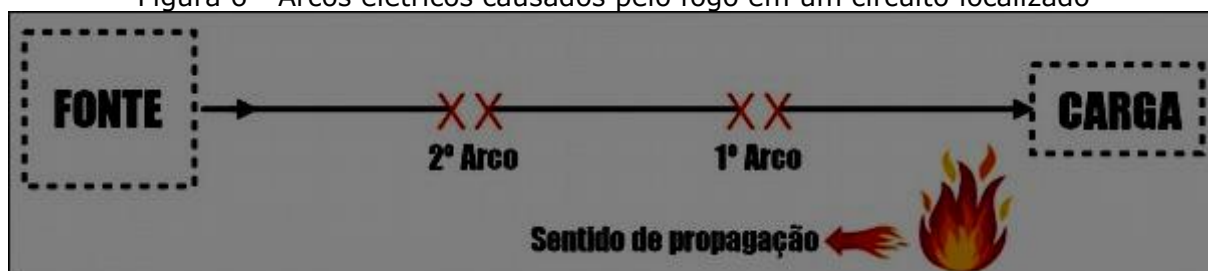 Figura 6 - Arcos elétricos causados pelo fogo em um circuito localizado
FONTE
CARGA
2º Arco
1º Arco
Sentido de propagação